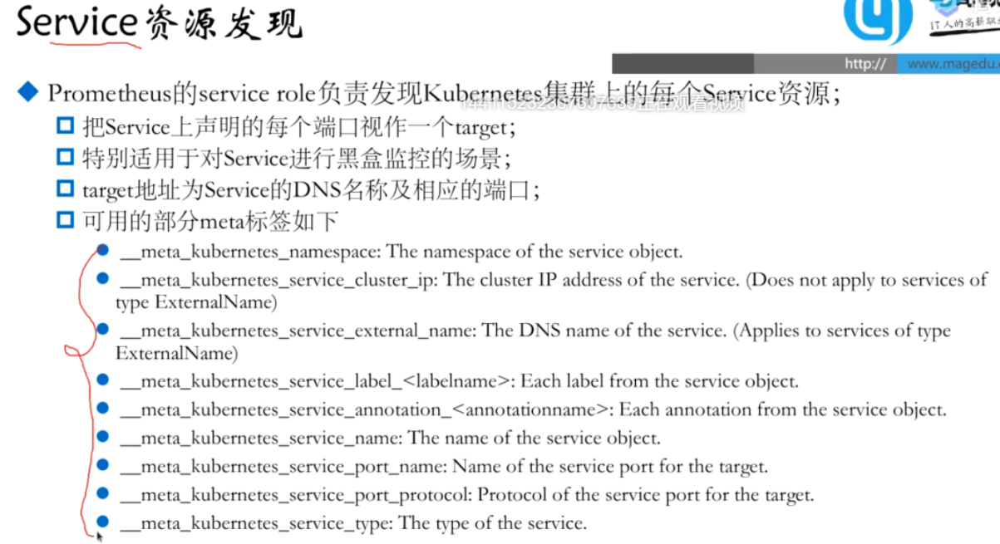 Service资源发现
IT人的高薪职
http:// www.magedu.
Prometheus的service role负责发现Kubernetes集群上的每个Service资源；
正在观看视频
把Service上声明的每个端口视作一个target；
特别适用于对Service进行黑盒监控的场景；
target地址为Service的DNS名称及相应的端口；
可用的部分meta标签如下
__meta_kubernetes_namespace: The namespace of the service object.
__meta_kubernetes_service_cluster_ip: The cluster IP address of the service. (Does not apply to services of
type ExternalName)
__meta_kubernetes_service_external_name: The DNS name of the service. (Applies to services of type
ExternalName)
__meta_kubernetes_service_label_<labelname>: Each label from the service object.
__meta_kubernetes_service_annotation_<annotationname>: Each annotation from the service object.
__meta_kubernetes_service_name: The name of the service object.
__meta_kubernetes_service_port_name: Name of the service port for the target.
__meta_kubernetes_service_port_protocol: Protocol of the service port for the target.
__meta_kubernetes_service_type: The type of the service.